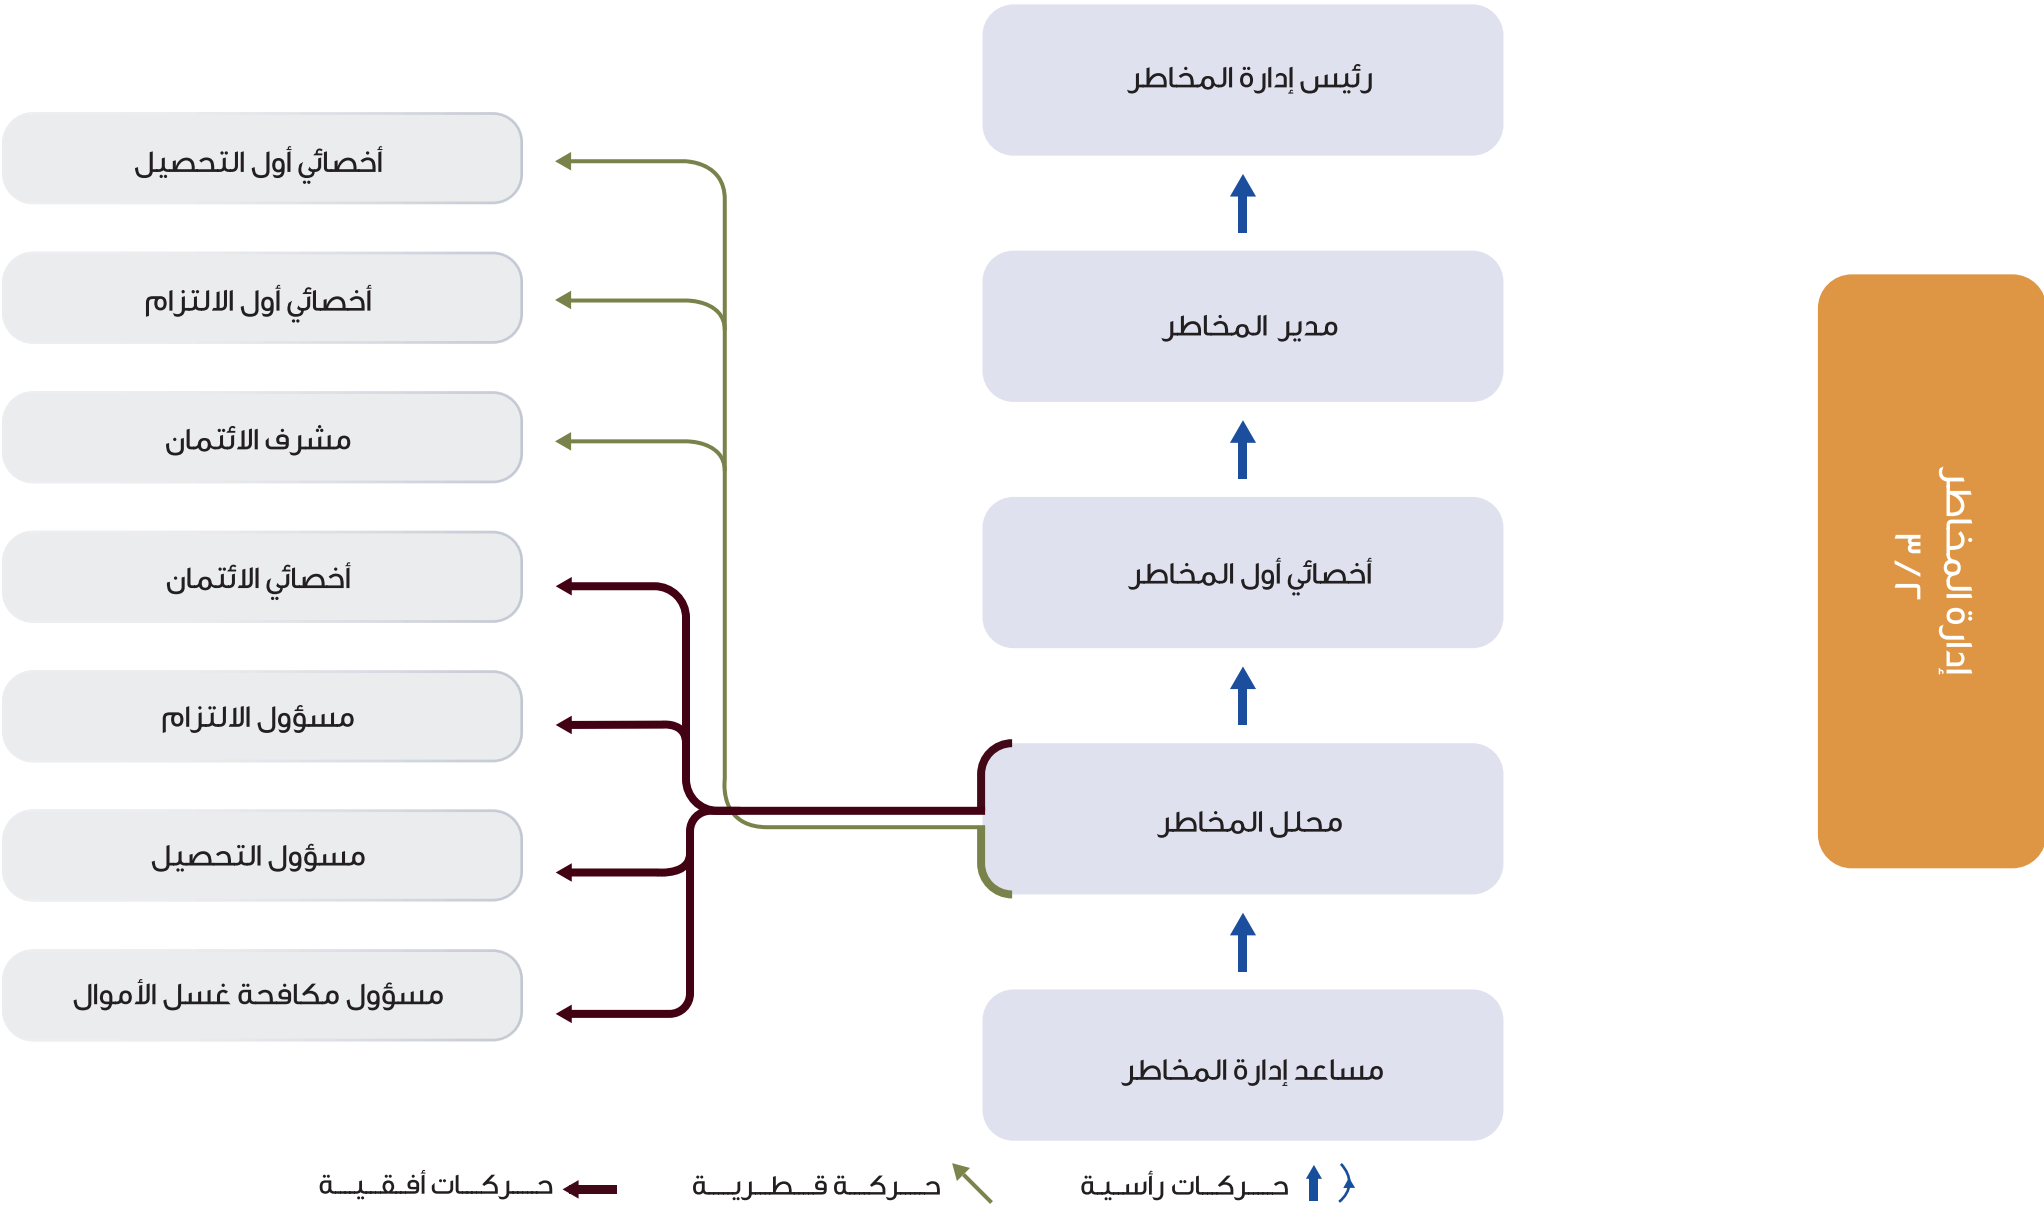 إدارة المخاطر
٣/٢
رئيس إدارة المخاطر
مدير المخاطر
أخصائي أول المخاطر
محلل المخاطر
مساعد إدارة المخاطر
أخصائي أول التحصيل
أخصائي أول الالتزام
مشرف الائتمان
أخصائي الائتمان
مسؤول الالتزام
مسؤول التحصيل
مسؤول مكافحة غسل الأموال
حـــركـــات رأسـيـة
حـــركـــة قـــطـــريـــة
حـــركـــات أفـــقـــيـــة